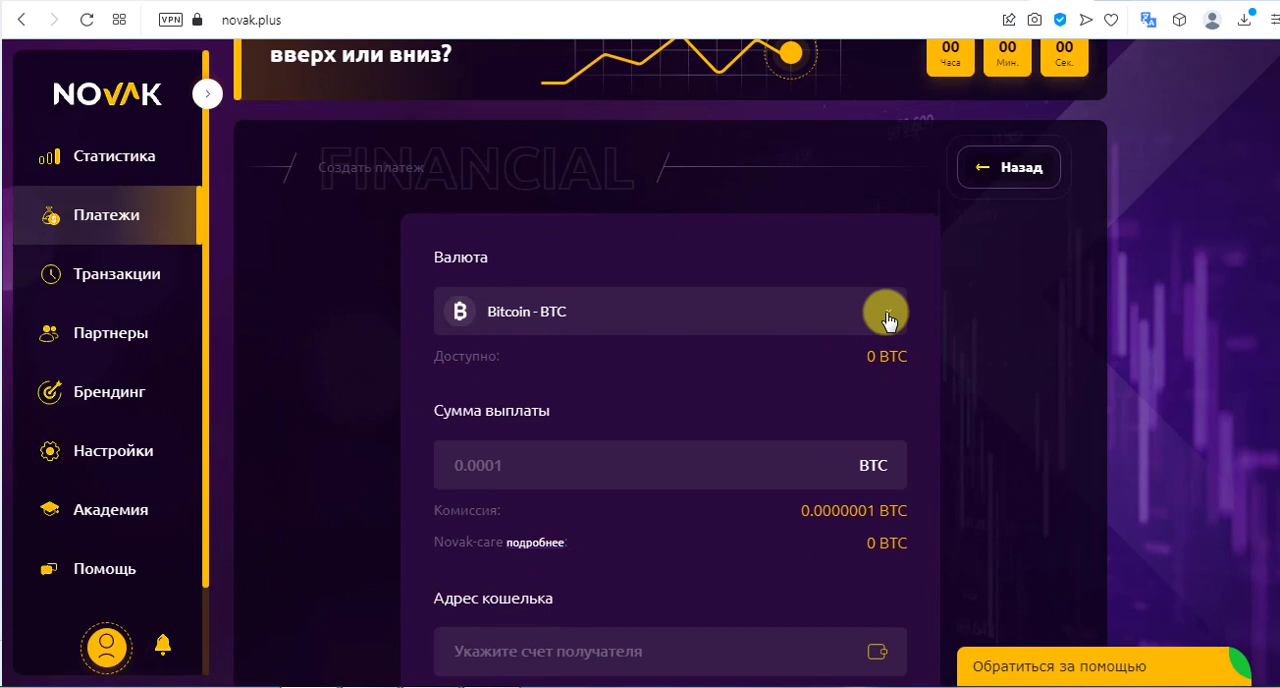 VPN novak.plus
вверх или вниз?
00 00 00
Часа Мин. Сек.
NOVAK
Статистика
Платежи
Транзакции
Партнеры
Брендинг
Настройки
Академия
Помощь
FINANCIAL
Создать платеж
Назад
Валюта
Bitcoin - BTC
Доступно: 0 BTC
Сумма выплаты
0.0001 BTC
Комиссия: 0.0000001 BTC
Novak-care подробнее: 0 BTC
Адрес кошелька
Укажите счет получателя
Обратиться за помощью